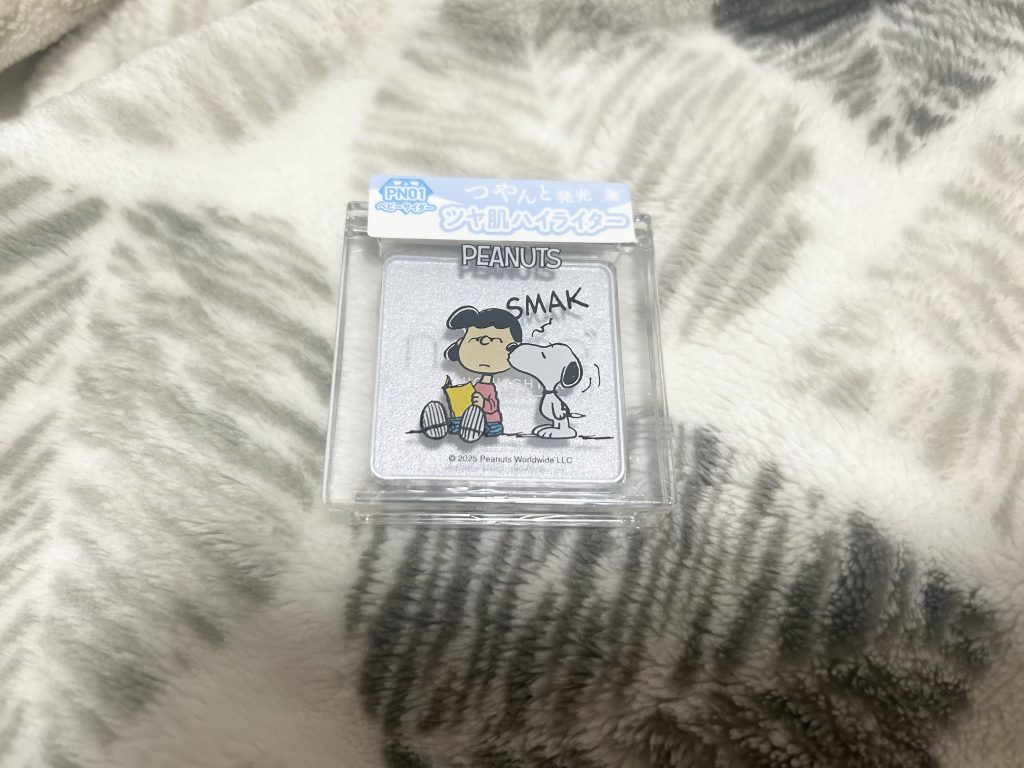 PN01
ベビーサイダー
つやんと発光
ツヤ肌ハイライター
PEANUTS
SMAK
© 2025 Peanuts Worldwide LLC